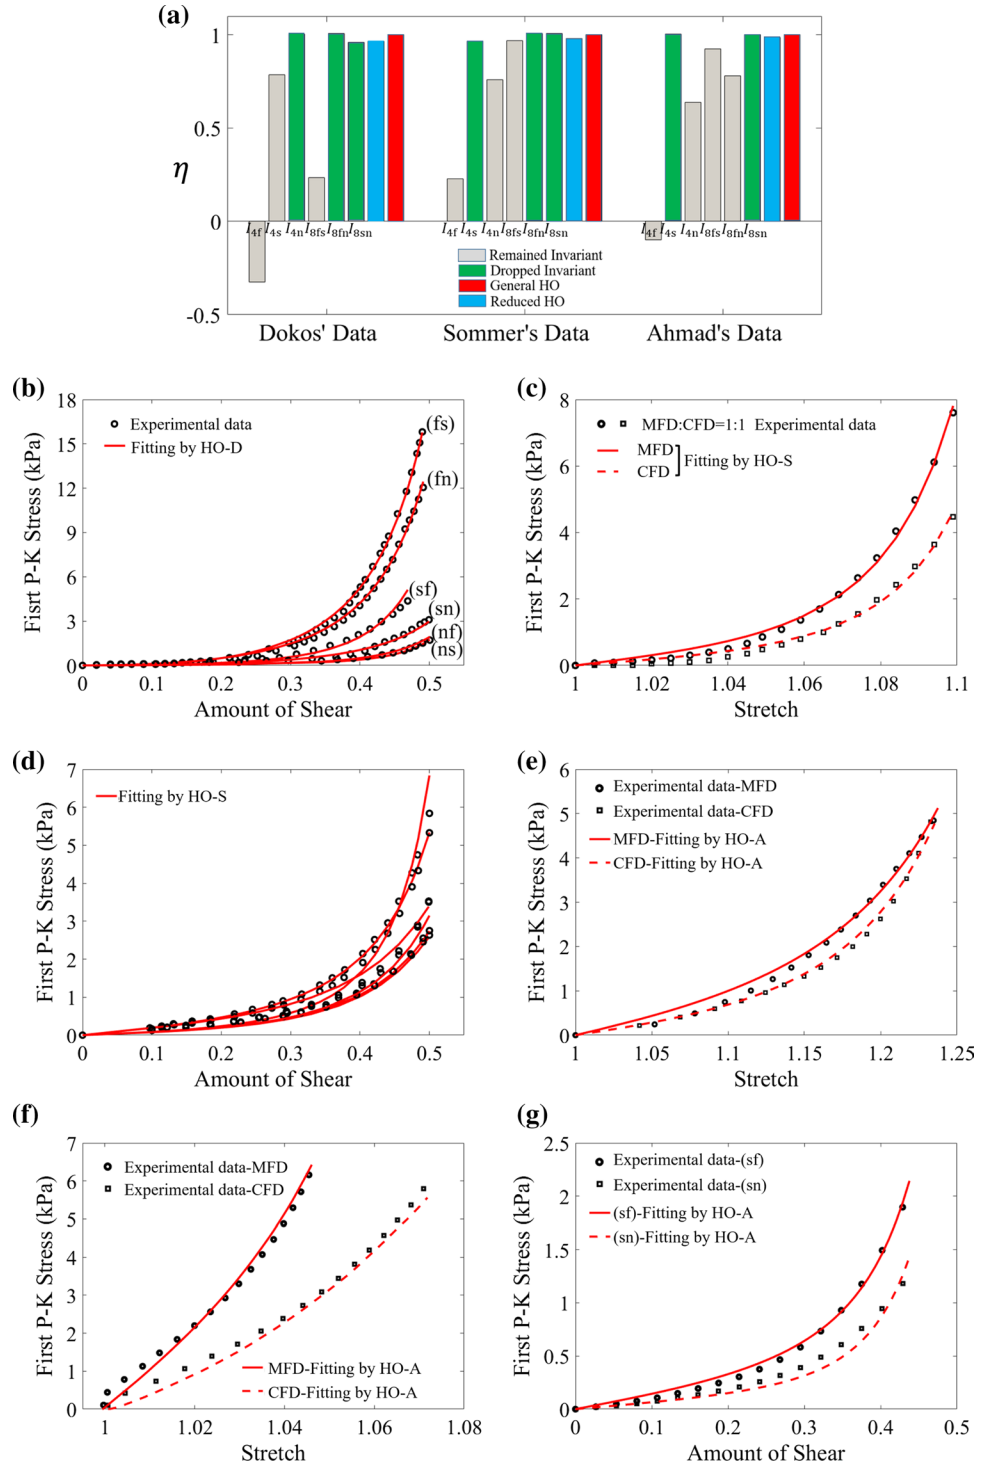 (a)
1
0.5
η
0
-0.5
I4f I4s I4n I8fs I8fn I8sn
I4f I4s I4n I8fs I8fn I8sn
I4f I4s I4n I8fs I8fn I8sn
Remained Invariant
Dropped Invariant
General HO
Reduced HO
Dokos' Data Sommer's Data Ahmad's Data
(b)
18
15
12
9
6
3
0
Fisrt P-K Stress (kPa)
Experimental data
Fitting by HO-D
(fs)
(fn)
(sf)
(sn)
(nf)
(ns)
0 0.1 0.2 0.3 0.4 0.5
Amount of Shear
(c)
8
6
4
2
0
First P-K Stress (kPa)
MFD:CFD=1:1 Experimental data
MFD
CFD
Fitting by HO-S
1 1.02 1.04 1.06 1.08 1.1
Stretch
(d)
7
6
5
4
3
2
1
0
First P-K Stress (kPa)
Fitting by HO-S
0 0.1 0.2 0.3 0.4 0.5
Amount of Shear
(e)
6
5
4
3
2
1
0
First P-K Stress (kPa)
Experimental data-MFD
Experimental data-CFD
MFD-Fitting by HO-A
CFD-Fitting by HO-A
1 1.05 1.1 1.15 1.2 1.25
Stretch
(f)
7
6
5
4
3
2
1
0
First P-K Stress (kPa)
Experimental data-MFD
Experimental data-CFD
MFD-Fitting by HO-A
CFD-Fitting by HO-A
1.00 1.02 1.04 1.06 1.08
Stretch
(g)
2.5
2
1.5
1
0.5
0
First P-K Stress (kPa)
Experimental data-(sf)
Experimental data-(sn)
(sf)-Fitting by HO-A
(sn)-Fitting by HO-A
0 0.1 0.2 0.3 0.4 0.5
Amount of Shear